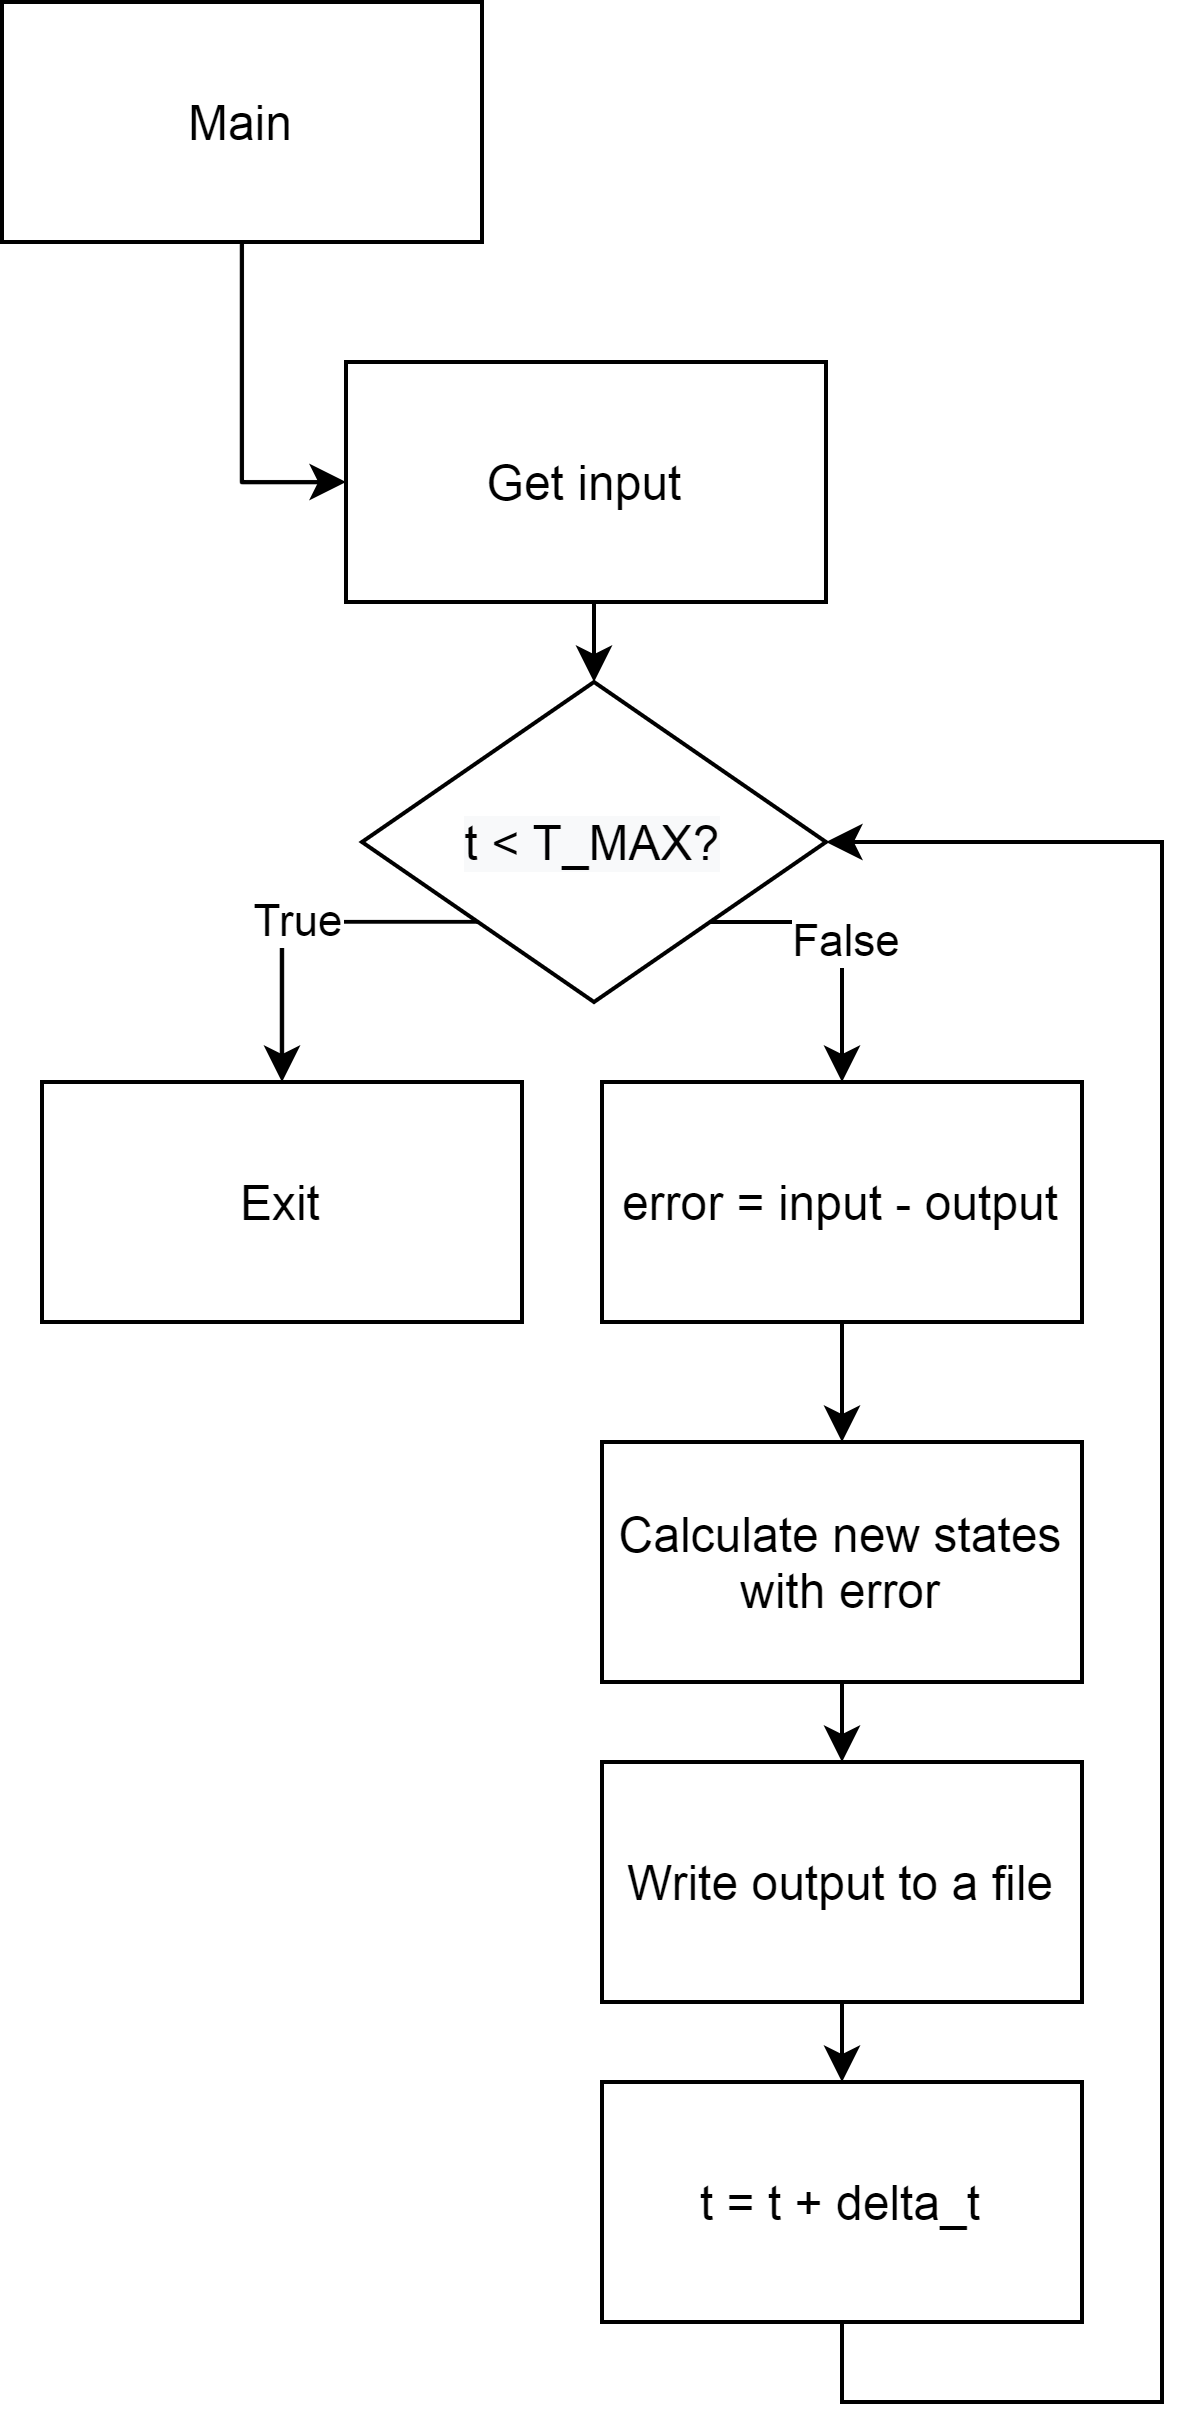 Main
Get input
t < T_MAX?
True
False
Exit
error = input - output
Calculate new states
with error
Write output to a file
t = t + delta_t